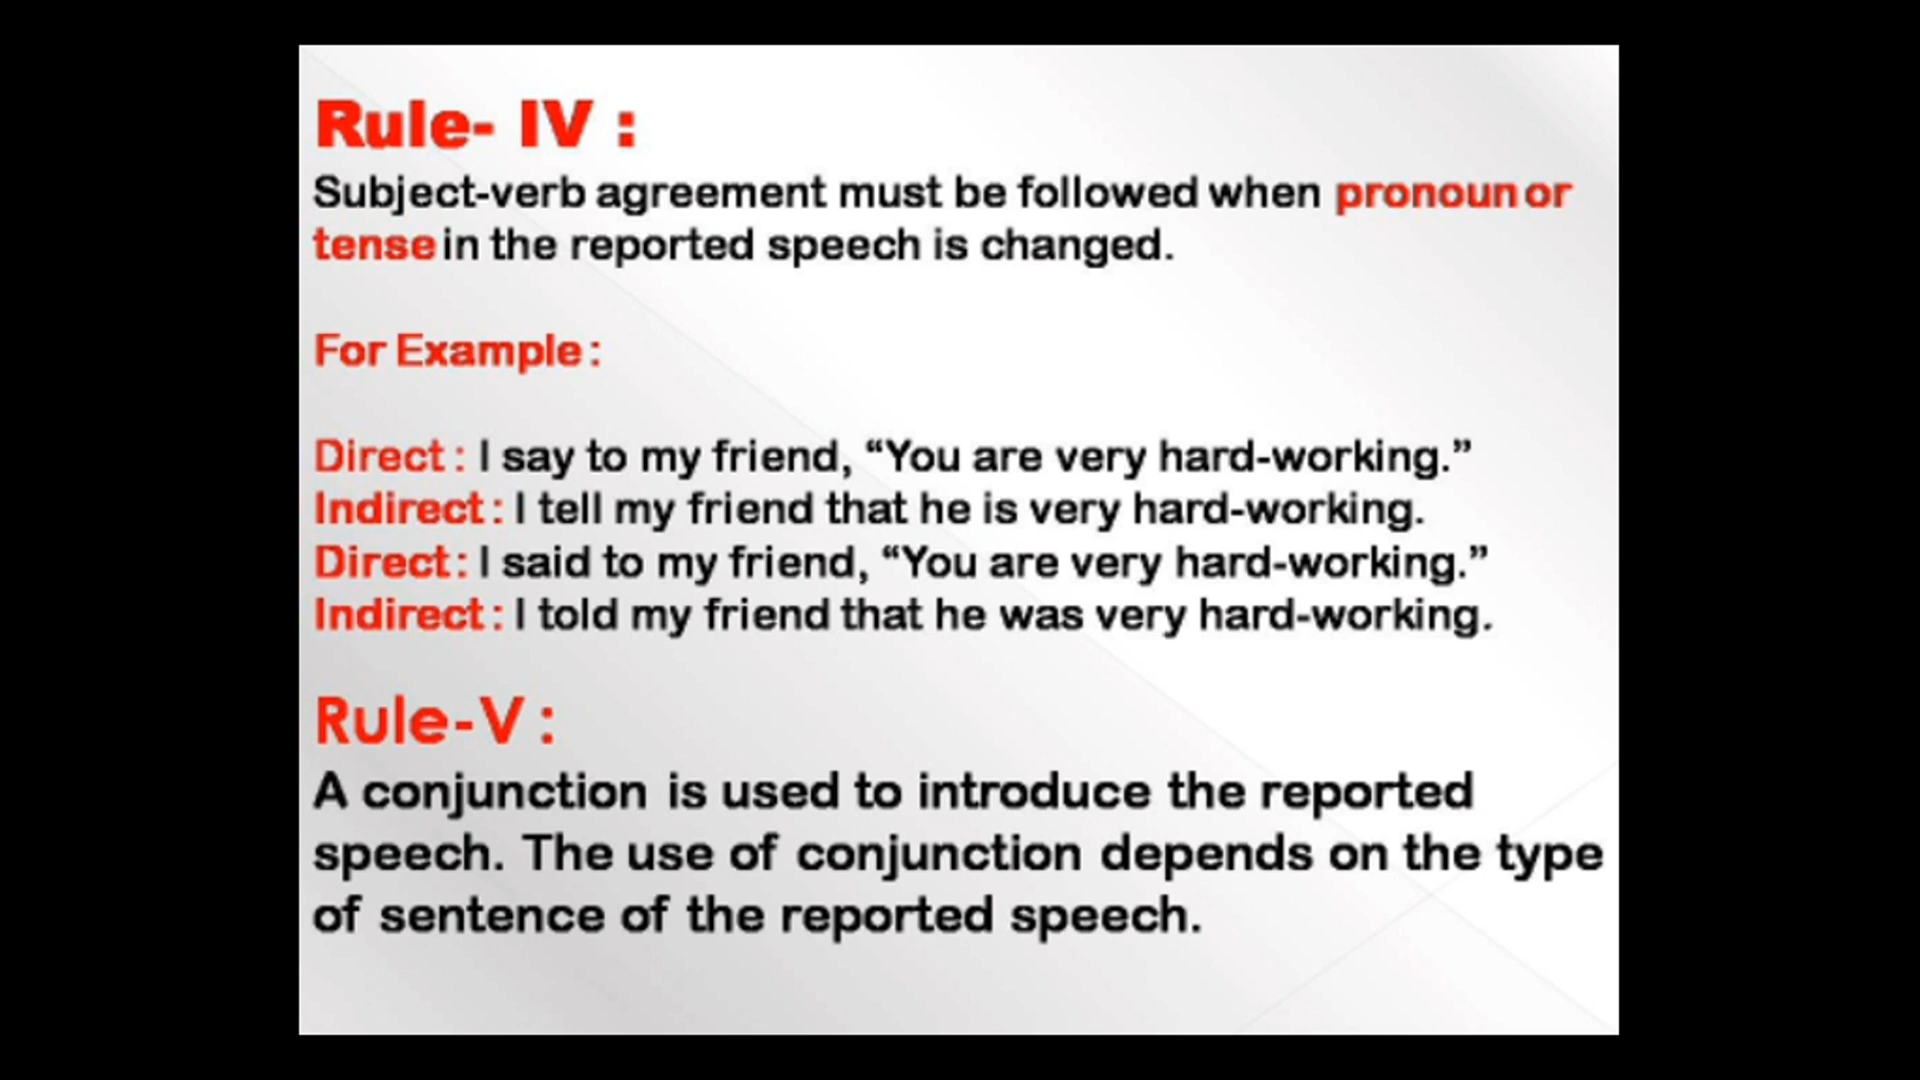 Rule- IV :
Subject-verb agreement must be followed when pronoun or
tense in the reported speech is changed.
For Example :
Direct : I say to my friend, “You are very hard-working.”
Indirect : I tell my friend that he is very hard-working.
Direct : I said to my friend, “You are very hard-working.”
Indirect : I told my friend that he was very hard-working.
Rule-V :
A conjunction is used to introduce the reported
speech. The use of conjunction depends on the type
of sentence of the reported speech.